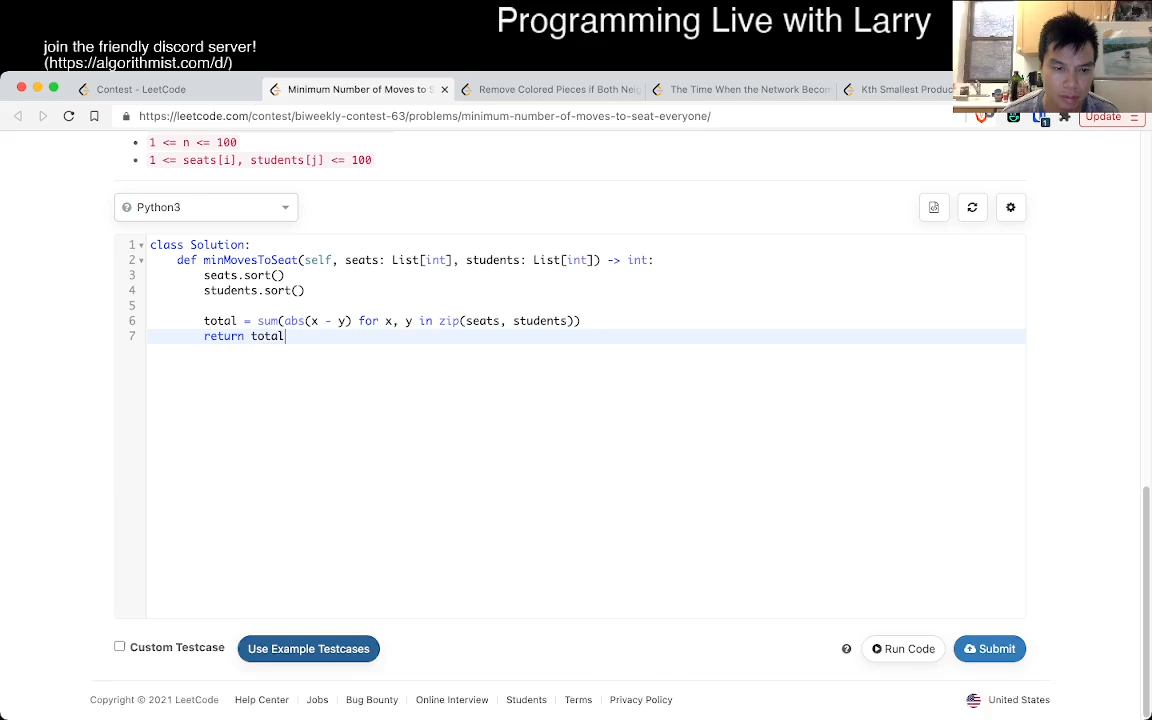 Programming Live with Larry
join the friendly discord server!
(https://algorithmist.com/d/)
Contest - LeetCode
Minimum Number of Moves to S
Remove Colored Pieces if Both Neig
The Time When the Network Becom
Kth Smallest Produc
https://leetcode.com/contest/biweekly-contest-63/problems/minimum-number-of-moves-to-seat-everyone/
1
Update
• 1 <= n <= 100
• 1 <= seats[i], students[j] <= 100
Python3
1 class Solution:
2 def minMovesToSeat(self, seats: List[int], students: List[int]) -> int:
3 seats.sort()
4 students.sort()
5
6 total = sum(abs(x - y) for x, y in zip(seats, students))
7 return total
Custom Testcase
Use Example Testcases
Run Code
Submit
Copyright © 2021 LeetCode
Help Center
Jobs
Bug Bounty
Online Interview
Students
Terms
Privacy Policy
United States